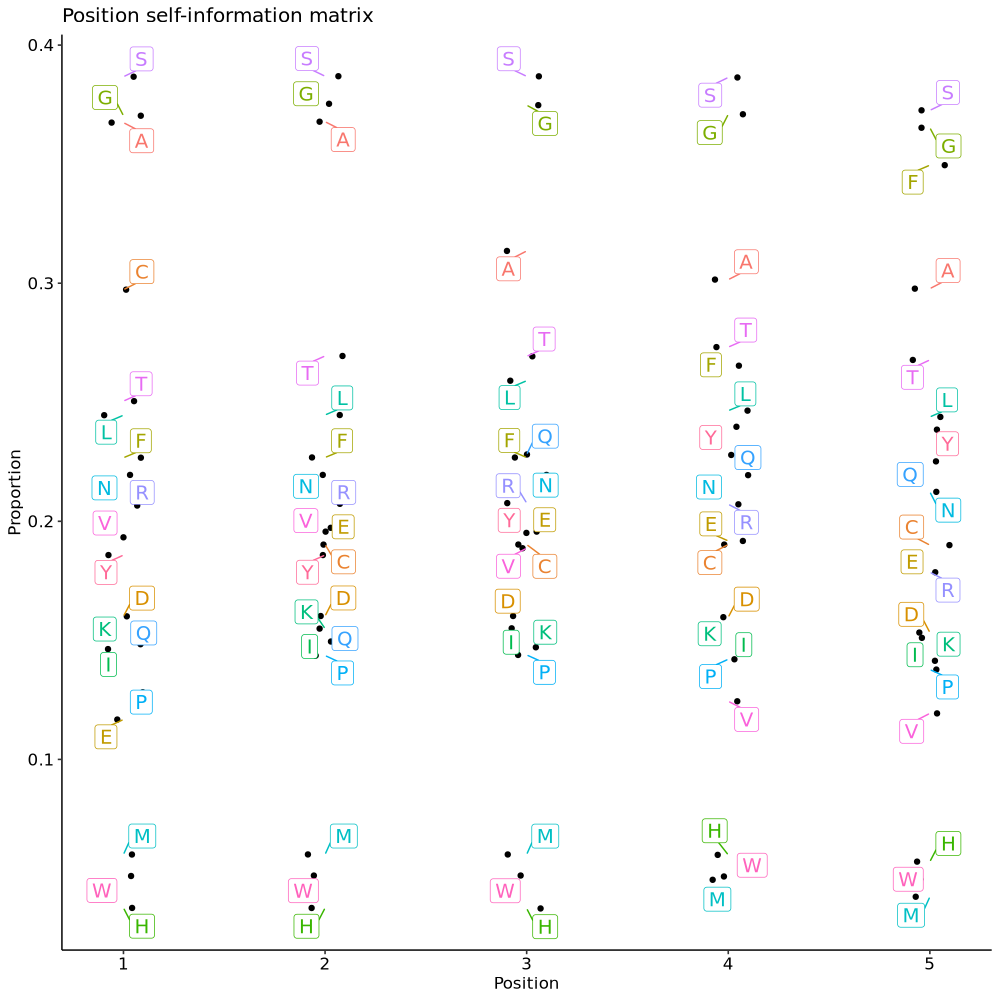 Position self-information matrix
0.4
0.3
0.2
0.1
Proportion
S
G
A
C
T
L
F
N
R
V
Y
D
K
Q
I
P
E
M
W
H
S
G
A
T
L
F
N
R
V
E
Y
C
D
K
Q
I
P
M
W
H
S
G
A
T
L
F
Q
R
N
Y
E
V
C
D
K
I
P
M
W
H
S
G
A
T
F
L
Y
Q
N
R
E
C
D
K
I
P
V
H
W
M
S
G
F
A
T
L
Y
Q
N
C
E
R
D
K
I
P
V
H
W
M
1 2 3 4 5
Position